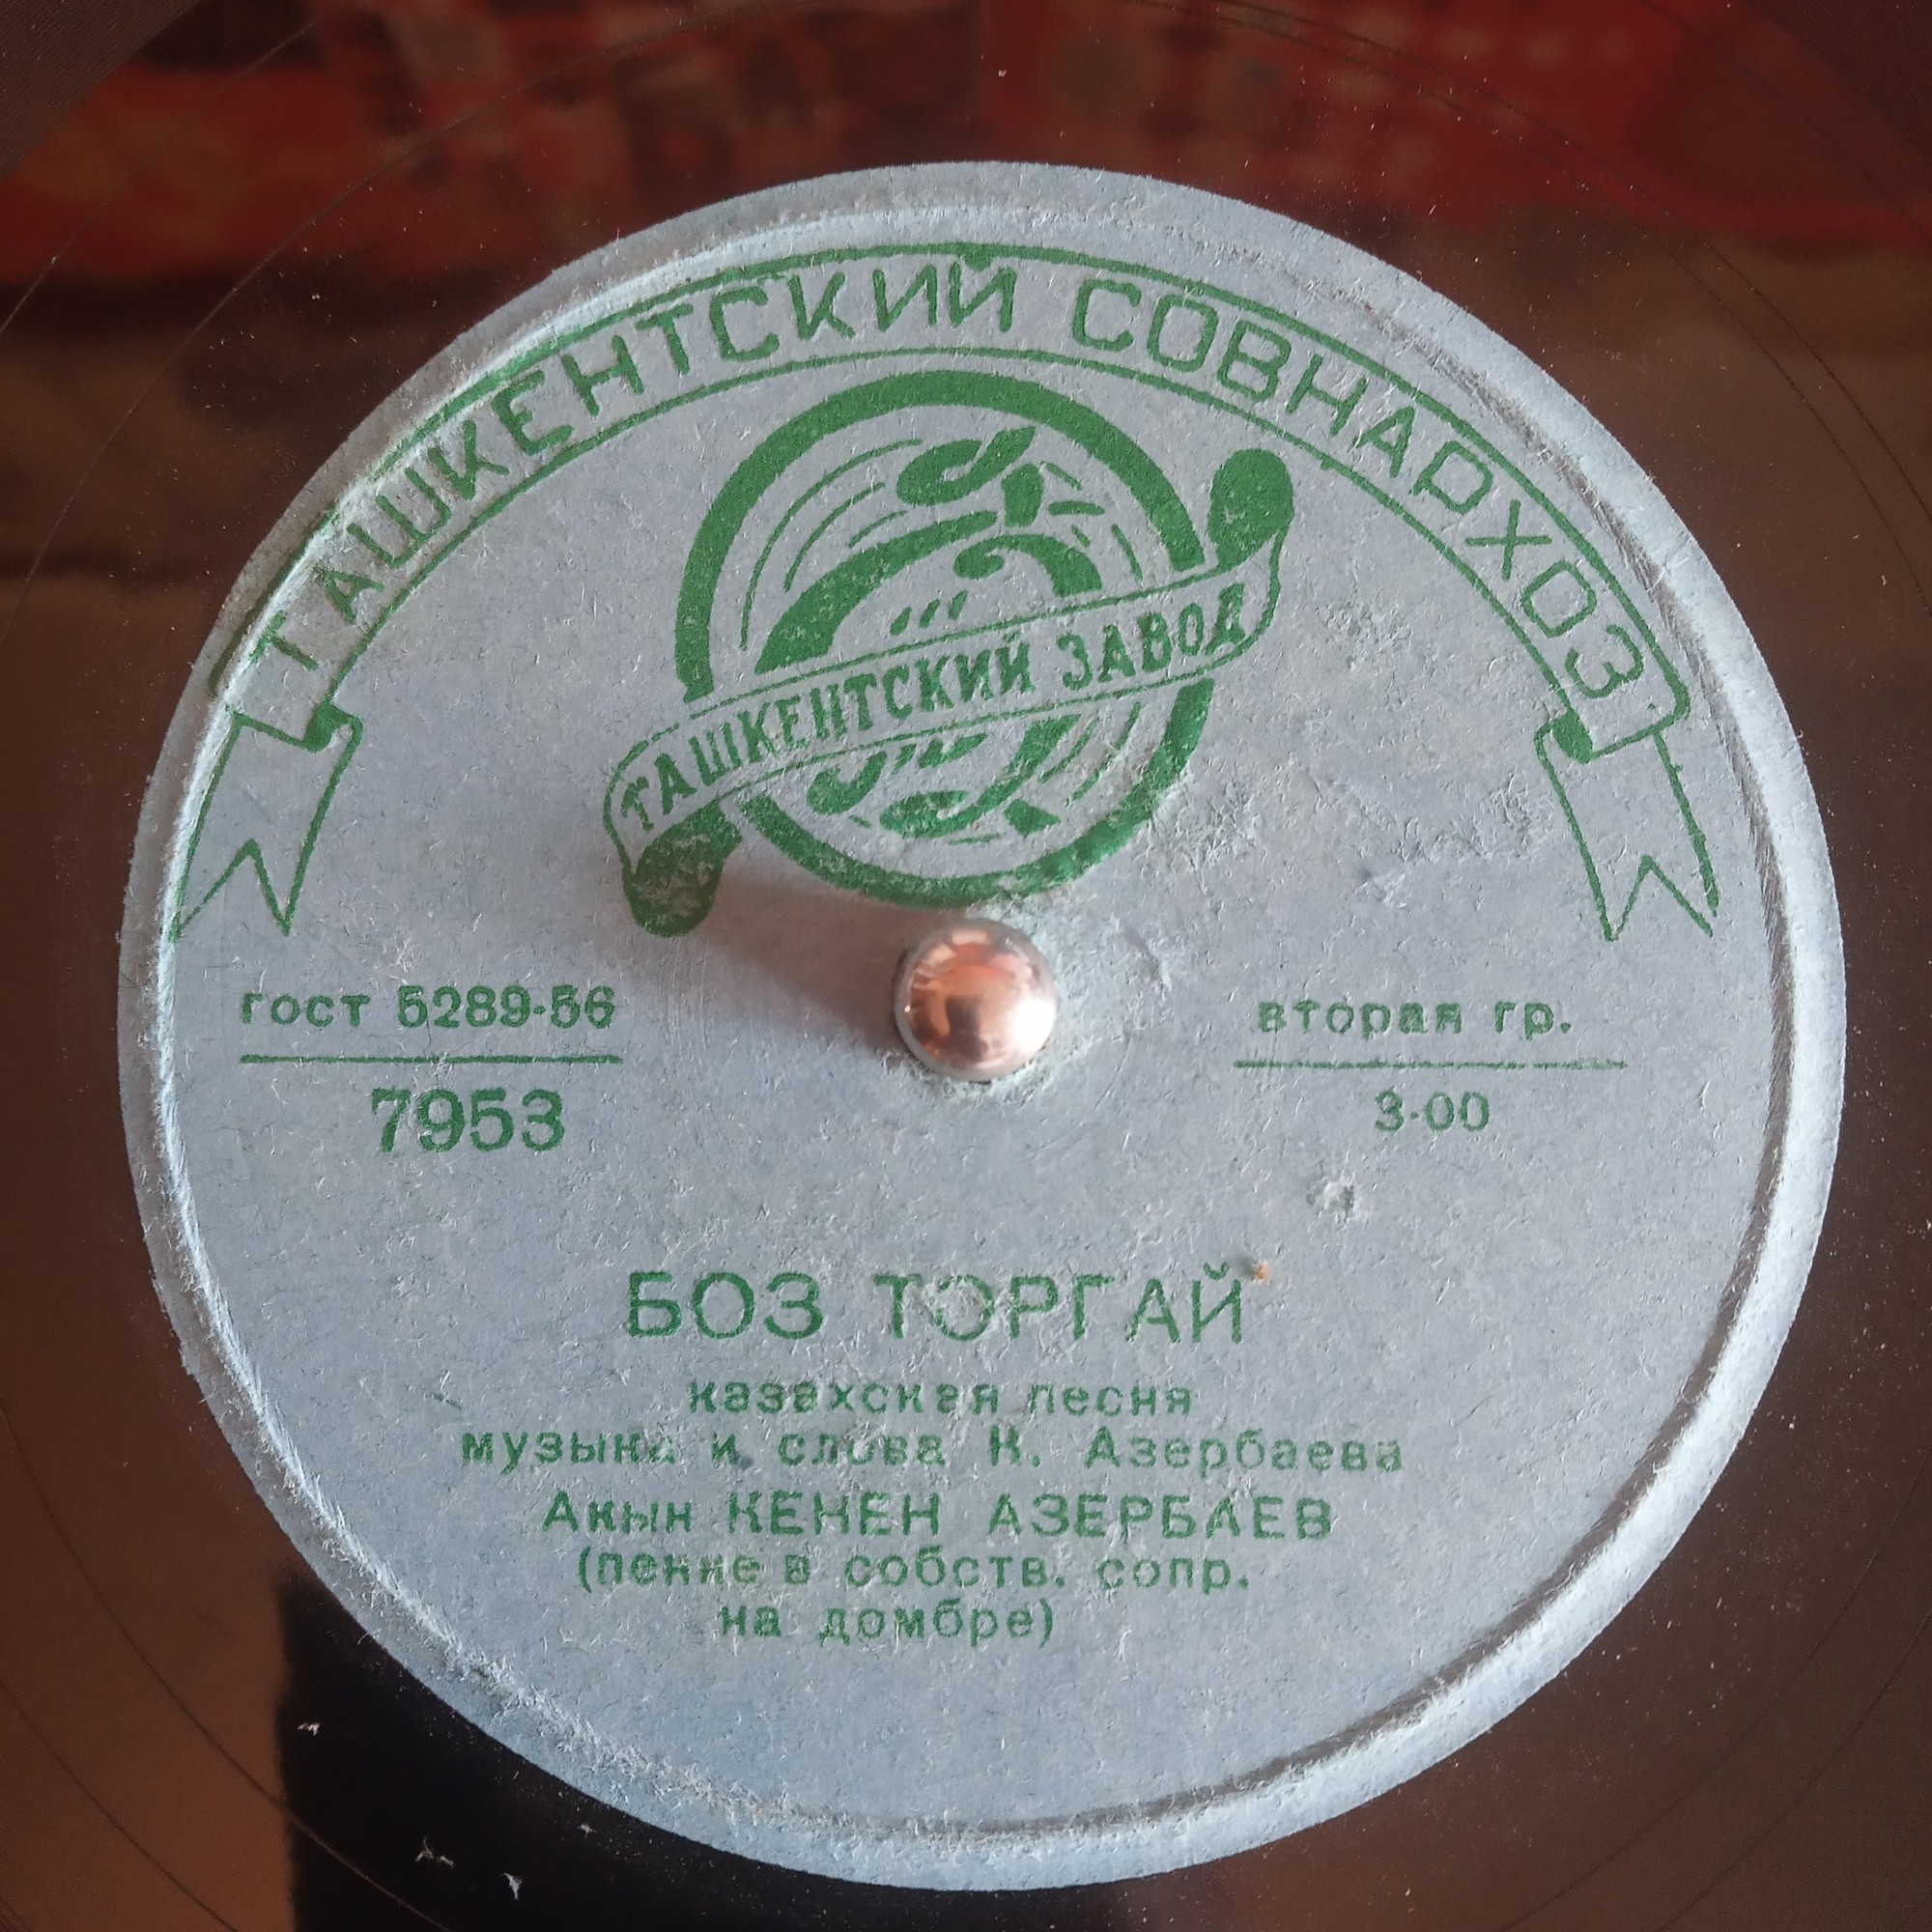 ТАШКЕНТСКИЙ СОВНАРХОЗ
ТАШКЕНТСКИЙ ЗАВОД
гост 5289-56
7953
вторая гр.
3-00
БОЗ ТОРГАЙ
казахская песня
музыка и слова К. Азербаева
Акын КЕНЕН АЗЕРБАЕВ
(пение в собств. сопр.
на домбре)